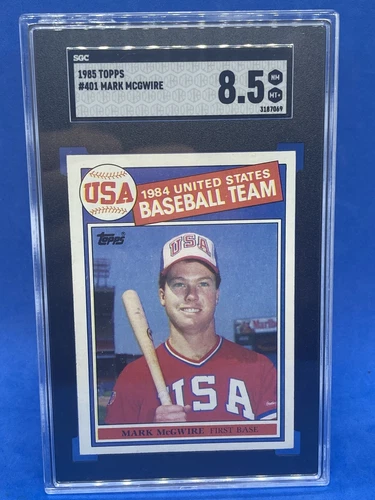 SGC
1985 TOPPS
#401 MARK MCGWIRE
8.5
NM
MT+
3187069
USA
1984 UNITED STATES
BASEBALL TEAM
Topps
USA
Marlboro
USA
MARK McGWIRE FIRST BASE